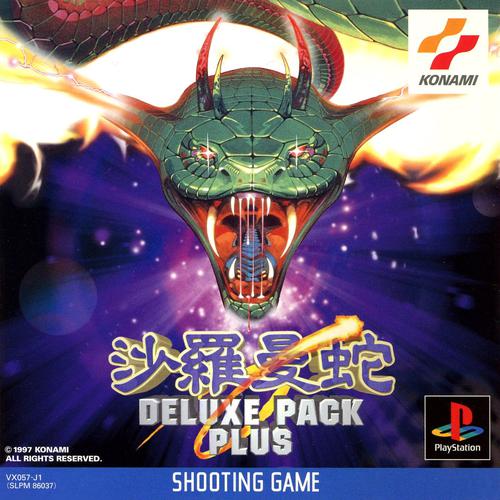 KONAMI
沙羅曼蛇
DELUXE PACK
PLUS
©1997 KONAMI
ALL RIGHTS RESERVED.
PlayStation
VX057-J1
(SLPM 86037)
SHOOTING GAME